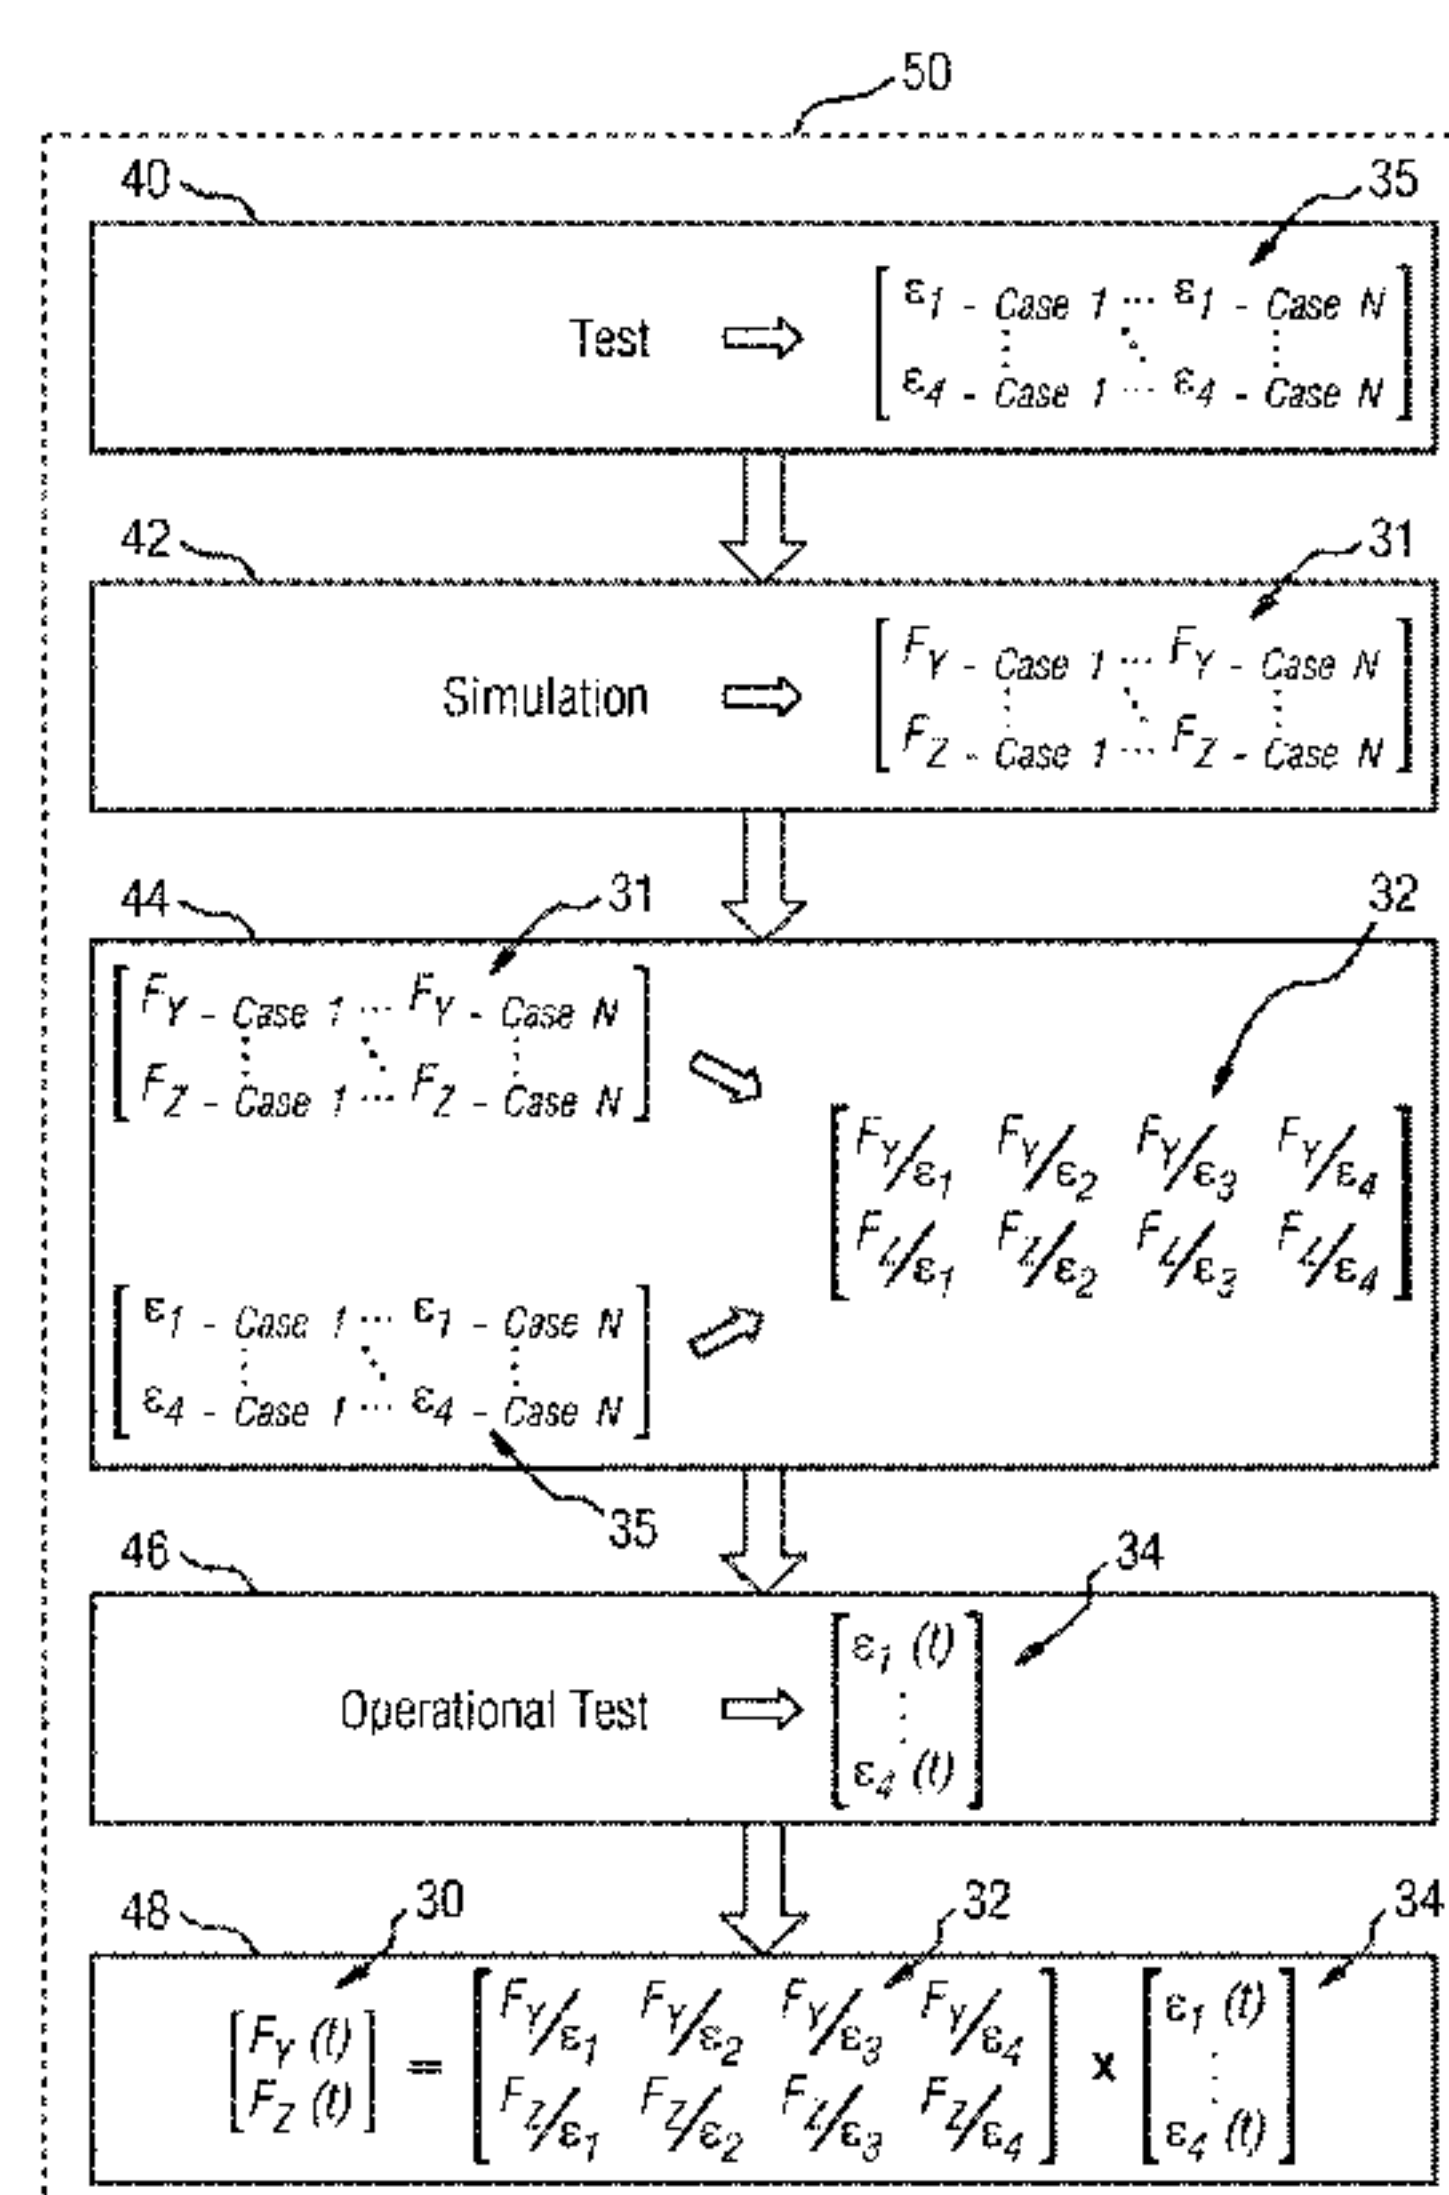 50
40
35
ε1 - Case 1 ... ε1 - Case N
Test
ε4 - Case 1 ... ε4 - Case N
42
31
FY - Case 1 ... FY - Case N
Simulation
FZ - Case 1 ... FZ - Case N
44
31
32
FY - Case 1 ... FY - Case N
FZ - Case 1 ... FZ - Case N
FY/ε1 FY/ε2 FY/ε3 FY/ε4
FZ/ε1 FZ/ε2 FZ/ε3 FZ/ε4
ε1 - Case 1 ... ε1 - Case N
ε4 - Case 1 ... ε4 - Case N
35
46
34
ε1 (t)
Operational Test
ε4 (t)
48
30
32
34
FY (t)
FZ (t)
=
FY/ε1 FY/ε2 FY/ε3 FY/ε4
FZ/ε1 FZ/ε2 FZ/ε3 FZ/ε4
x
ε1 (t)
ε4 (t)